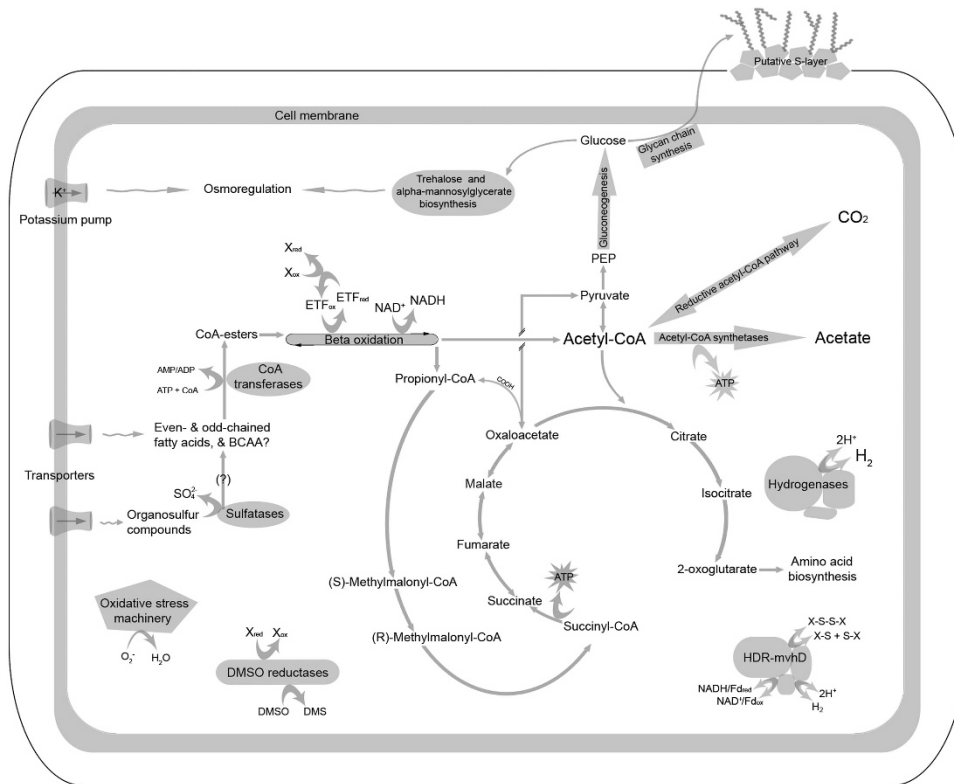 Putative S-layer
Cell membrane
Glucose
Glycan chain
synthesis
K⁺
Potassium pump
Osmoregulation
Trehalose and
alpha-mannosylglycerate
biosynthesis
Gluconeogenesis
CO₂
PEP
Reductive acetyl-CoA pathway
Xred
Xox
ETFox
ETFred
NAD⁺
NADH
Pyruvate
CoA-esters
Beta oxidation
Acetyl-CoA
Acetyl-CoA synthetases
Acetate
ATP
AMP/ADP
ATP + CoA
CoA
transferases
Propionyl-CoA
COOH
Even- & odd-chained
fatty acids, & BCAA?
Oxaloacetate
Citrate
2H⁺
H₂
Transporters
(?)
Malate
Hydrogenases
SO₄²⁻
Isocitrate
Organosulfur
compounds
Sulfatases
Fumarate
2-oxoglutarate
Amino acid
biosynthesis
(S)-Methylmalonyl-CoA
ATP
Succinate
Oxidative stress
machinery
O₂⁻
H₂O
Xred
Xox
(R)-Methylmalonyl-CoA
Succinyl-CoA
X-S-S-X
X-S + S-X
HDR-mvhD
DMSO reductases
DMSO
DMS
NADH/Fdred
NAD⁺/Fdox
2H⁺
H₂